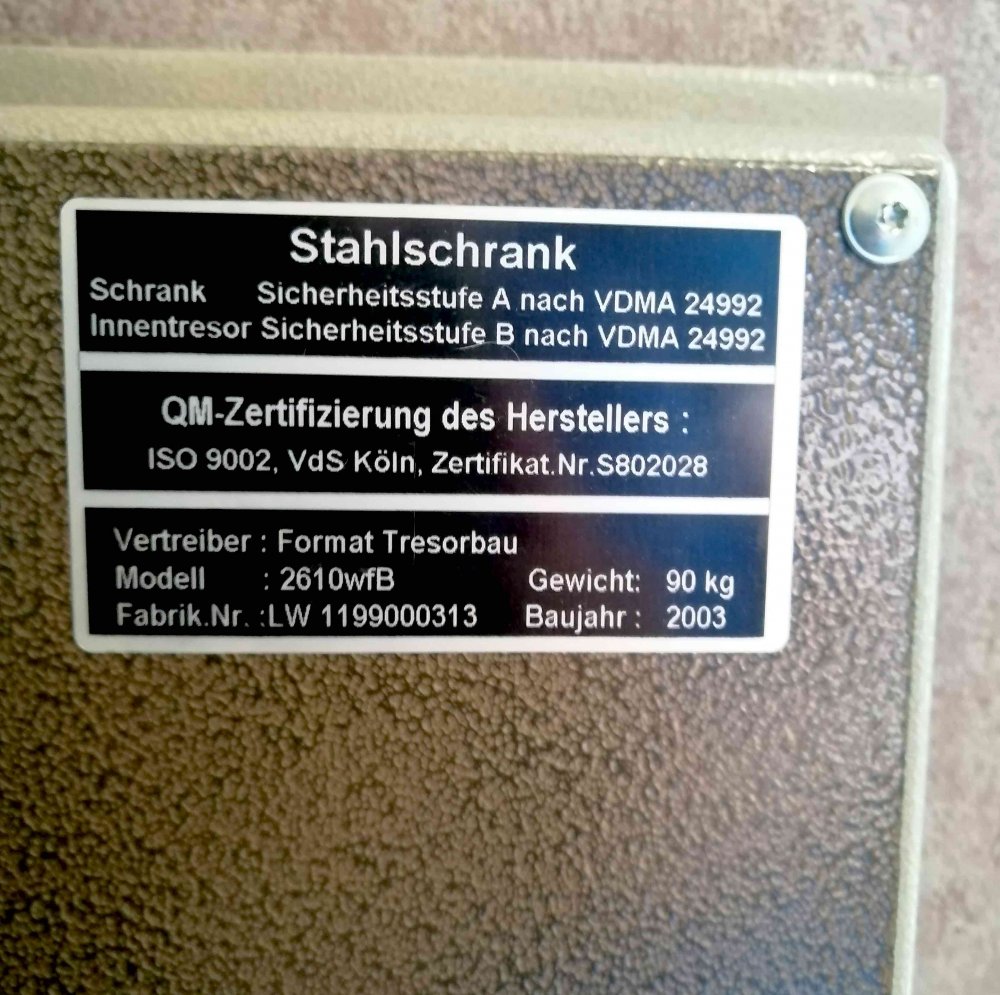 Stahlschrank
Schrank Sicherheitsstufe A nach VDMA 24992
Innentresor Sicherheitsstufe B nach VDMA 24992
QM-Zertifizierung des Herstellers :
ISO 9002, VdS Köln, Zertifikat.Nr.S802028
Vertreiber : Format Tresorbau
Modell : 2610wfB Gewicht: 90 kg
Fabrik.Nr. :LW 1199000313 Baujahr : 2003